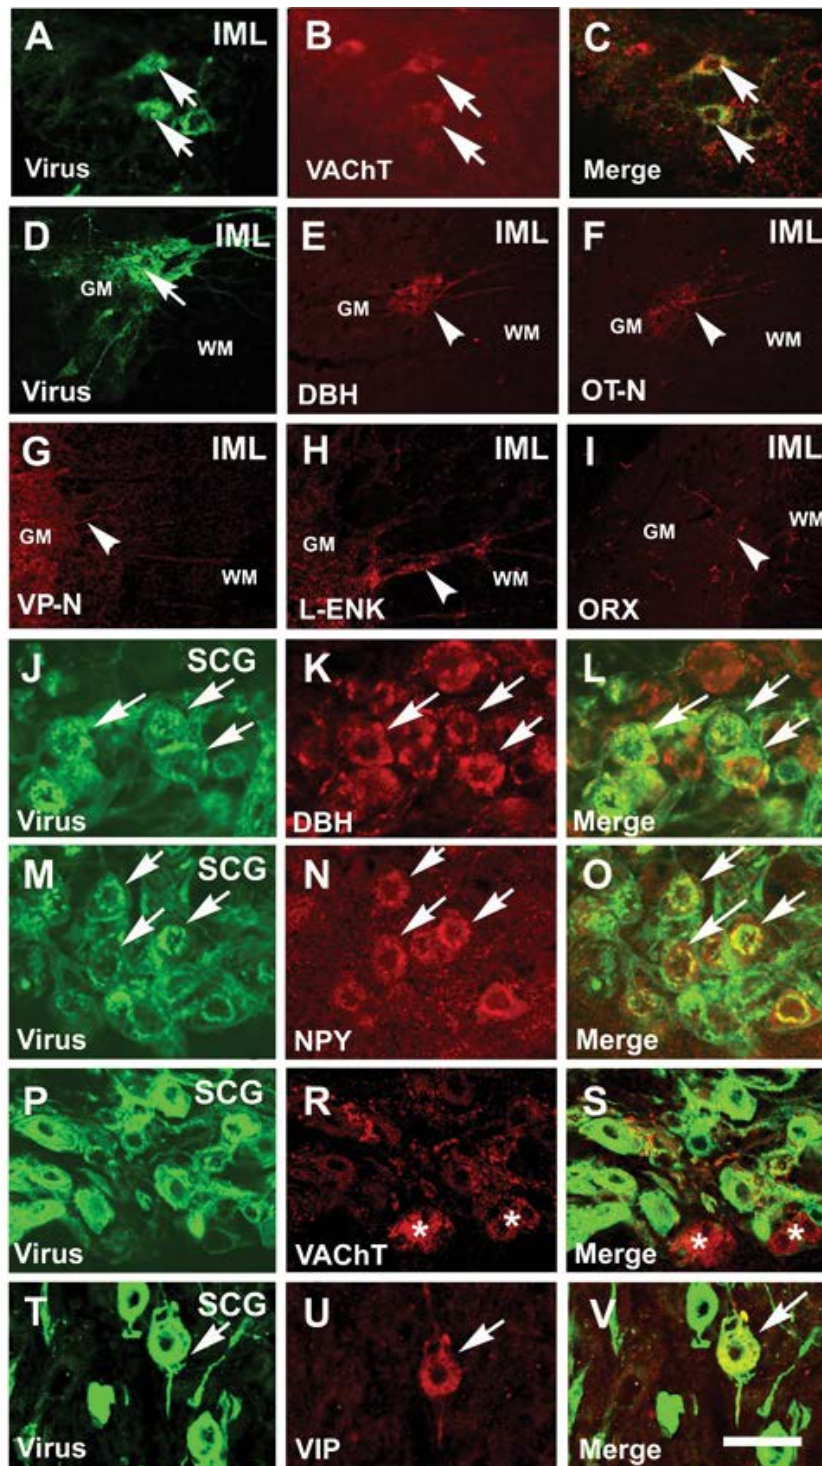 A IML
Virus
B
VAChT
C
Merge
D IML
GM
WM
Virus
E IML
GM
WM
DBH
F IML
GM
WM
OT-N
G IML
GM
WM
VP-N
H IML
GM
WM
L-ENK
I IML
GM
WM
ORX
J SCG
Virus
K
DBH
L
Merge
M SCG
Virus
N
NPY
O
Merge
P SCG
Virus
R
* *
VAChT
S
* *
Merge
T SCG
Virus
U
VIP
V
Merge